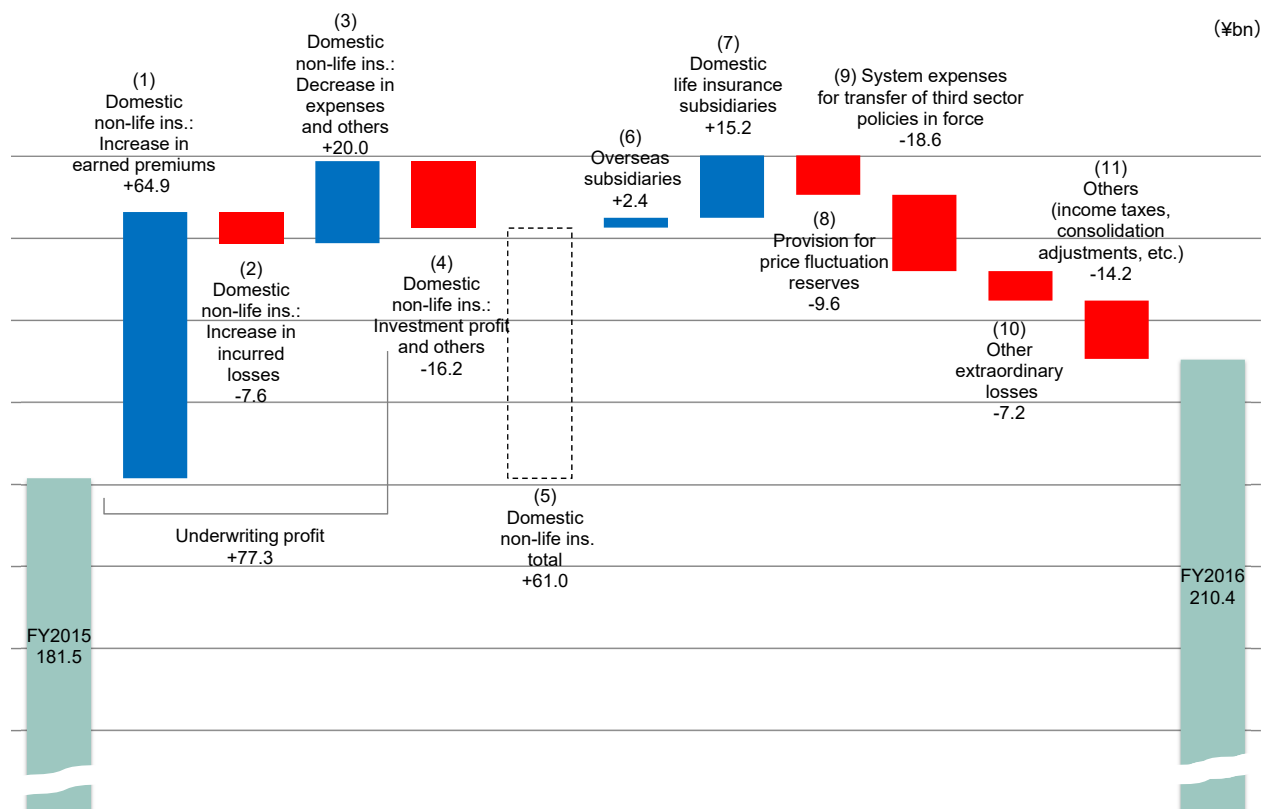 (¥bn)
(1)
Domestic
non-life ins.:
Increase in
earned premiums
+64.9
(2)
Domestic
non-life ins.:
Increase in
incurred
losses
-7.6
(3)
Domestic
non-life ins.:
Decrease in
expenses
and others
+20.0
(4)
Domestic
non-life ins.:
Investment profit
and others
-16.2
Underwriting profit
+77.3
(5)
Domestic
non-life ins.
total
+61.0
(6)
Overseas
subsidiaries
+2.4
(7)
Domestic
life insurance
subsidiaries
+15.2
(8)
Provision for
price fluctuation
reserves
-9.6
(9) System expenses
for transfer of third sector
policies in force
-18.6
(10)
Other
extraordinary
losses
-7.2
(11)
Others
(income taxes,
consolidation
adjustments, etc.)
-14.2
FY2015
181.5
FY2016
210.4